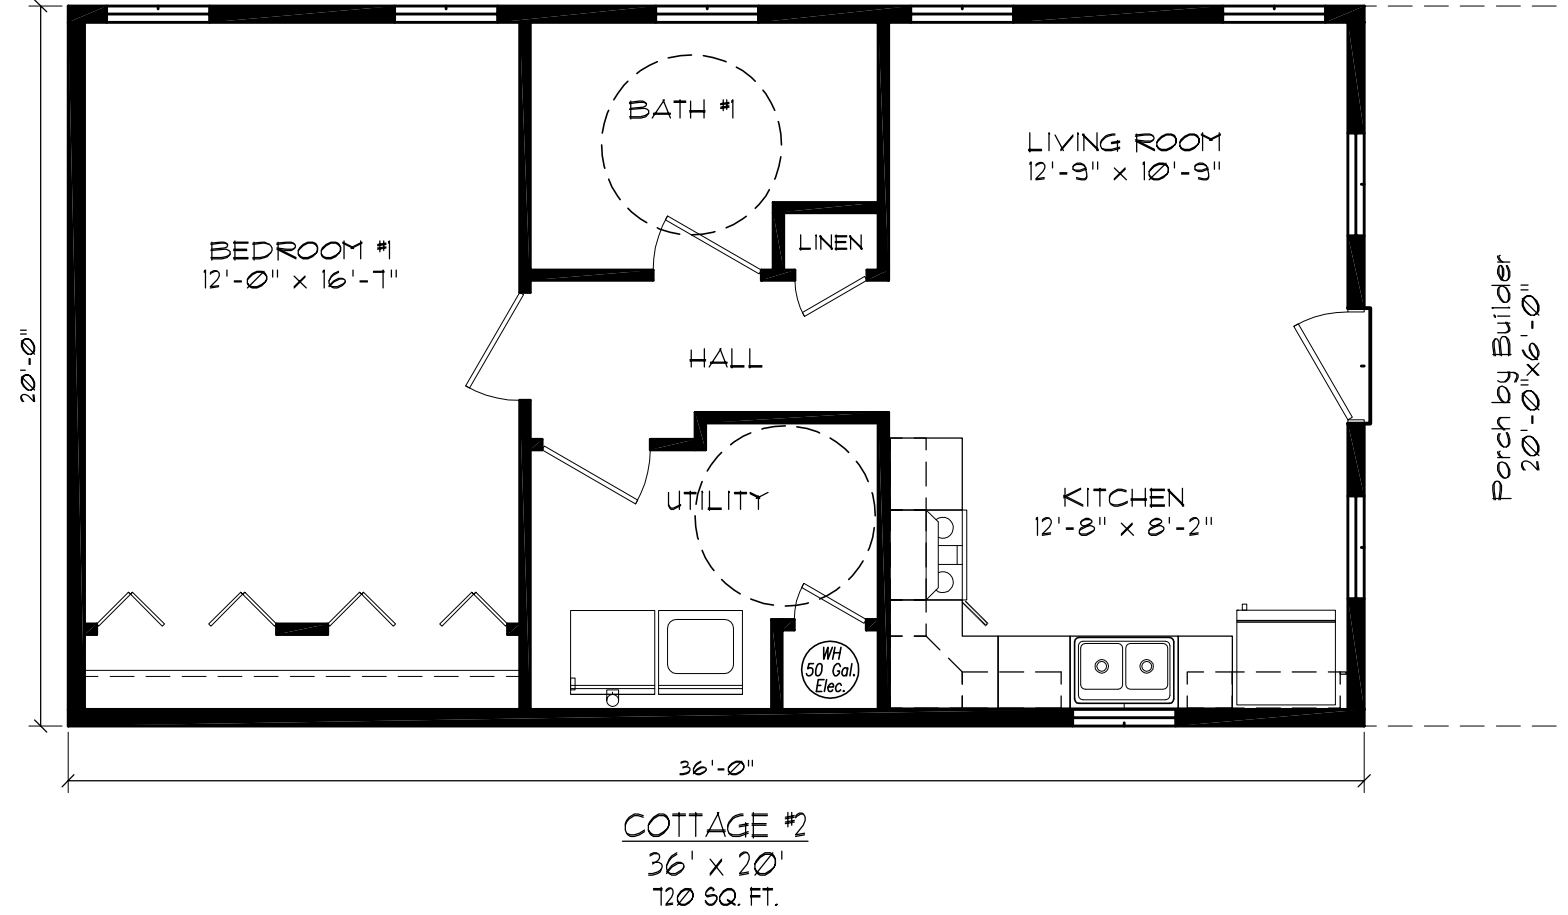 BATH #1
LIVING ROOM
12'-9" x 10'-9"
BEDROOM #1
12'-0" x 16'-7"
LINEN
HALL
20'-0"
Porch by Builder
20'-0"x6'-0"
UTILITY
KITCHEN
12'-8" x 8'-2"
WH
50 Gal.
Elec.
36'-0"
COTTAGE #2
36' x 20'
720 SQ. FT.